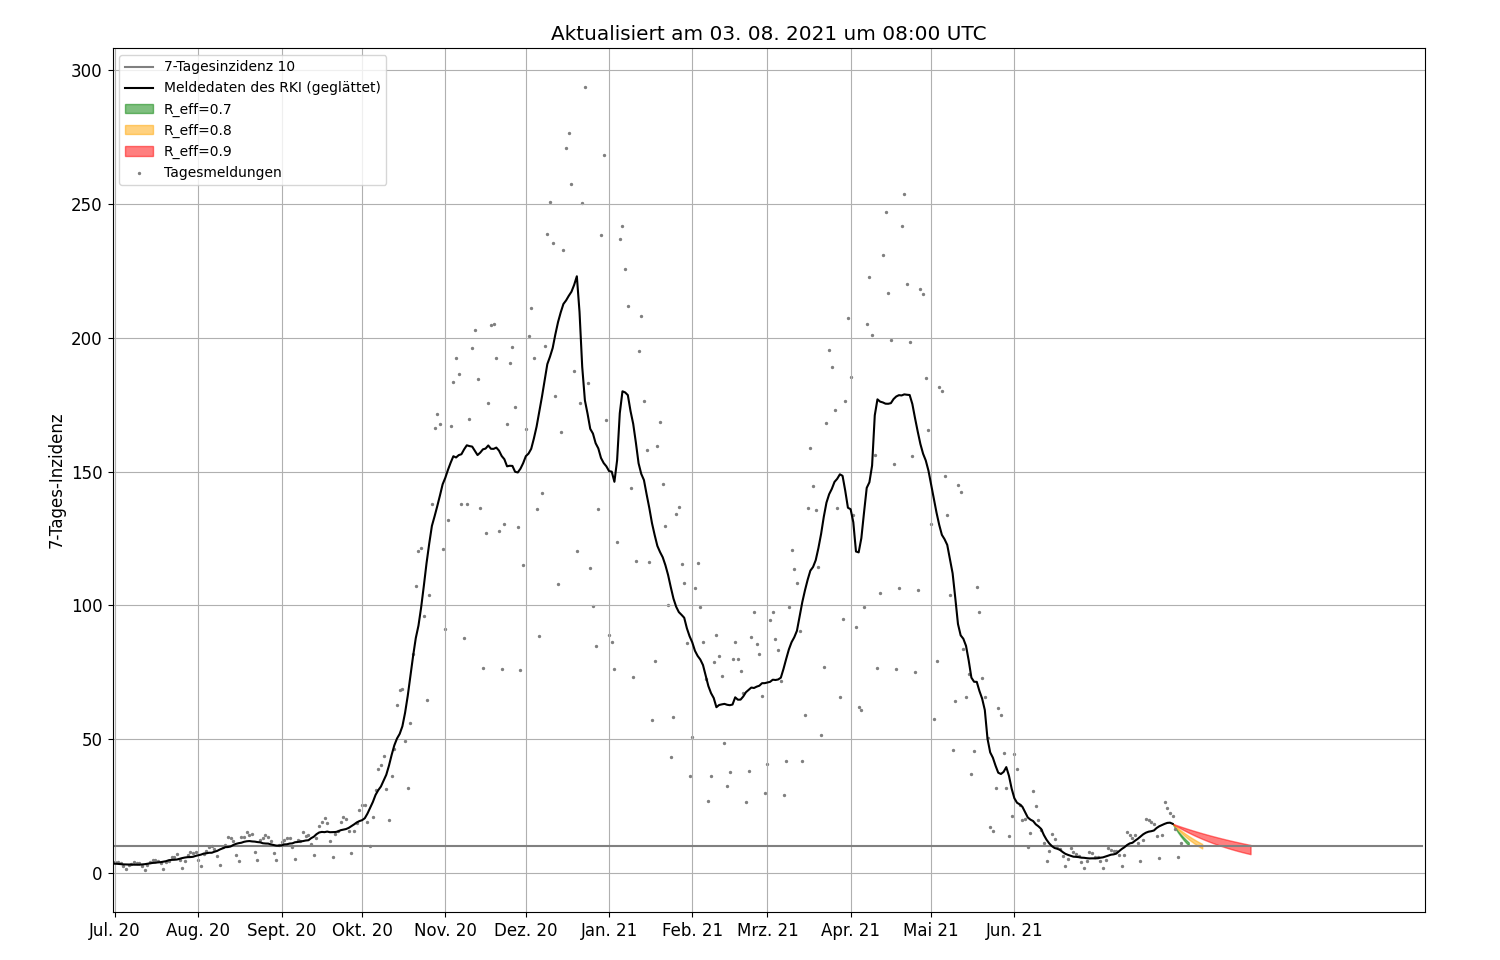 Aktualisiert am 03. 08. 2021 um 08:00 UTC
7-Tagesinzidenz 10
Meldedaten des RKI (geglättet)
R_eff=0.7
R_eff=0.8
R_eff=0.9
Tagesmeldungen
7-Tages-Inzidenz
300
250
200
150
100
50
0
Jul. 20 Aug. 20 Sept. 20 Okt. 20 Nov. 20 Dez. 20 Jan. 21 Feb. 21 Mrz. 21 Apr. 21 Mai 21 Jun. 21